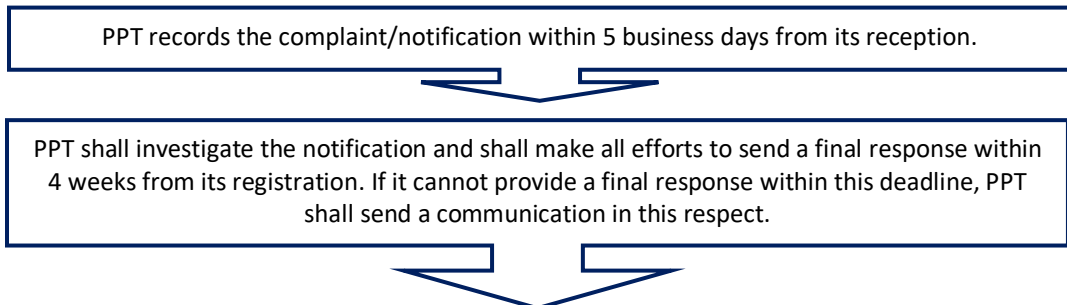 PPT records the complaint/notification within 5 business days from its reception.
PPT shall investigate the notification and shall make all efforts to send a final response within
4 weeks from its registration. If it cannot provide a final response within this deadline, PPT
shall send a communication in this respect.